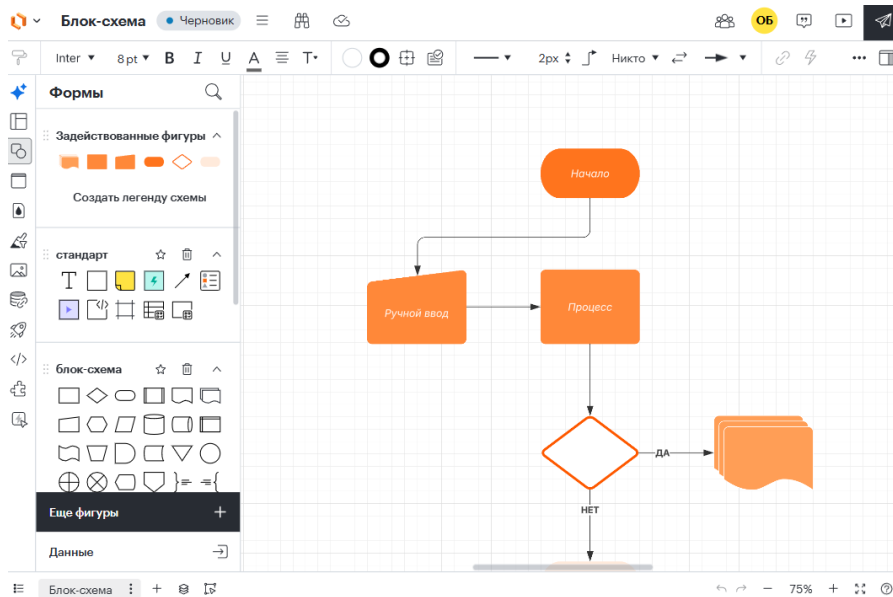 Блок-схема
Черновик
ОБ
Inter
8 pt
B I U A T
2px
Никто
Формы
Задействованные фигуры
Создать легенду схемы
стандарт
T
блок-схема
Еще фигуры
Данные
Начало
Ручной ввод
Процесс
ДА
НЕТ
Блок-схема
75%